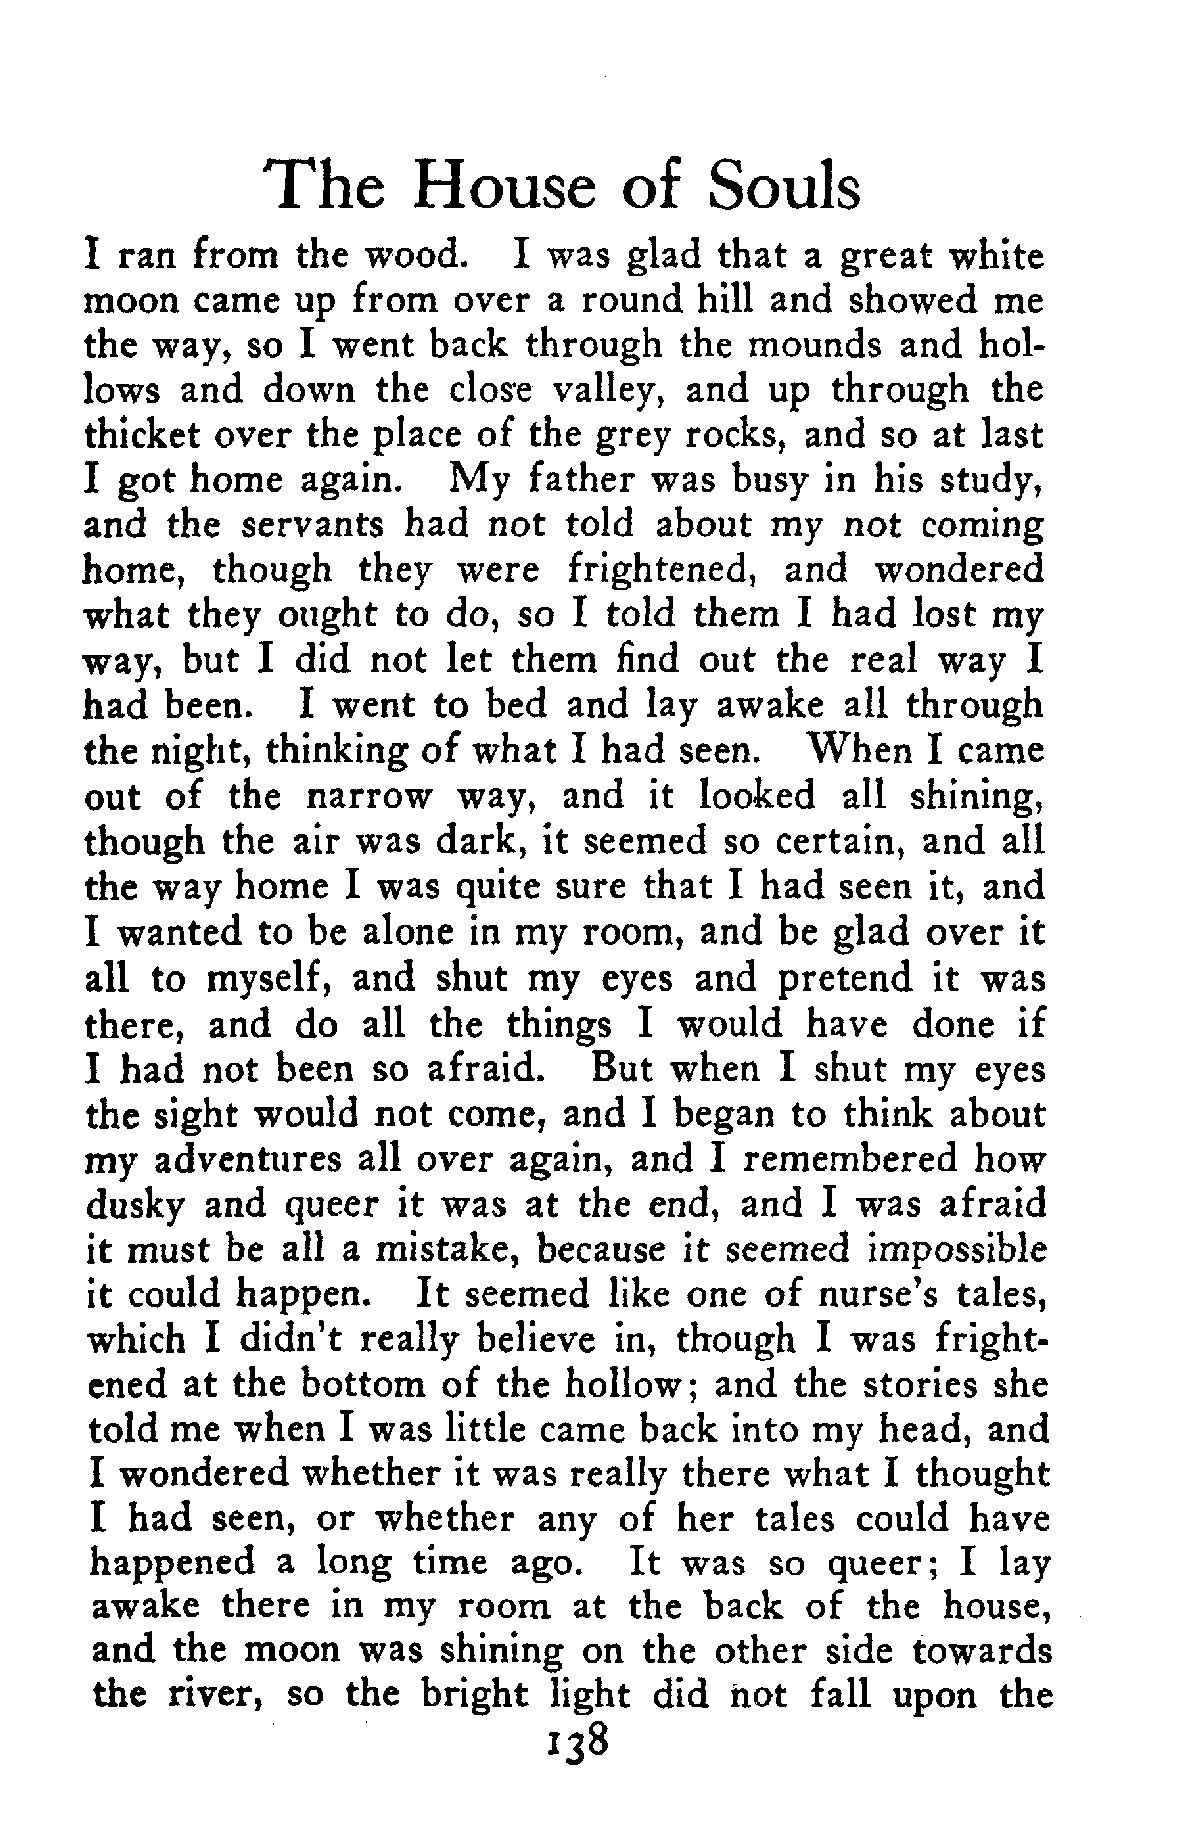 The House of Souls
I ran from the wood. I was glad that a great white
moon came up from over a round hill and showed me
the way, so I went back through the mounds and hol-
lows and down the close valley, and up through the
thicket over the place of the grey rocks, and so at last
I got home again. My father was busy in his study,
and the servants had not told about my not coming
home, though they were frightened, and wondered
what they ought to do, so I told them I had lost my
way, but I did not let them find out the real way I
had been. I went to bed and lay awake all through
the night, thinking of what I had seen. When I came
out of the narrow way, and it looked all shining,
though the air was dark, it seemed so certain, and all
the way home I was quite sure that I had seen it, and
I wanted to be alone in my room, and be glad over it
all to myself, and shut my eyes and pretend it was
there, and do all the things I would have done if
I had not been so afraid. But when I shut my eyes
the sight would not come, and I began to think about
my adventures all over again, and I remembered how
dusky and queer it was at the end, and I was afraid
it must be all a mistake, because it seemed impossible
it could happen. It seemed like one of nurse's tales,
which I didn't really believe in, though I was fright-
ened at the bottom of the hollow; and the stories she
told me when I was little came back into my head, and
I wondered whether it was really there what I thought
I had seen, or whether any of her tales could have
happened a long time ago. It was so queer; I lay
awake there in my room at the back of the house,
and the moon was shining on the other side towards
the river, so the bright light did not fall upon the
138